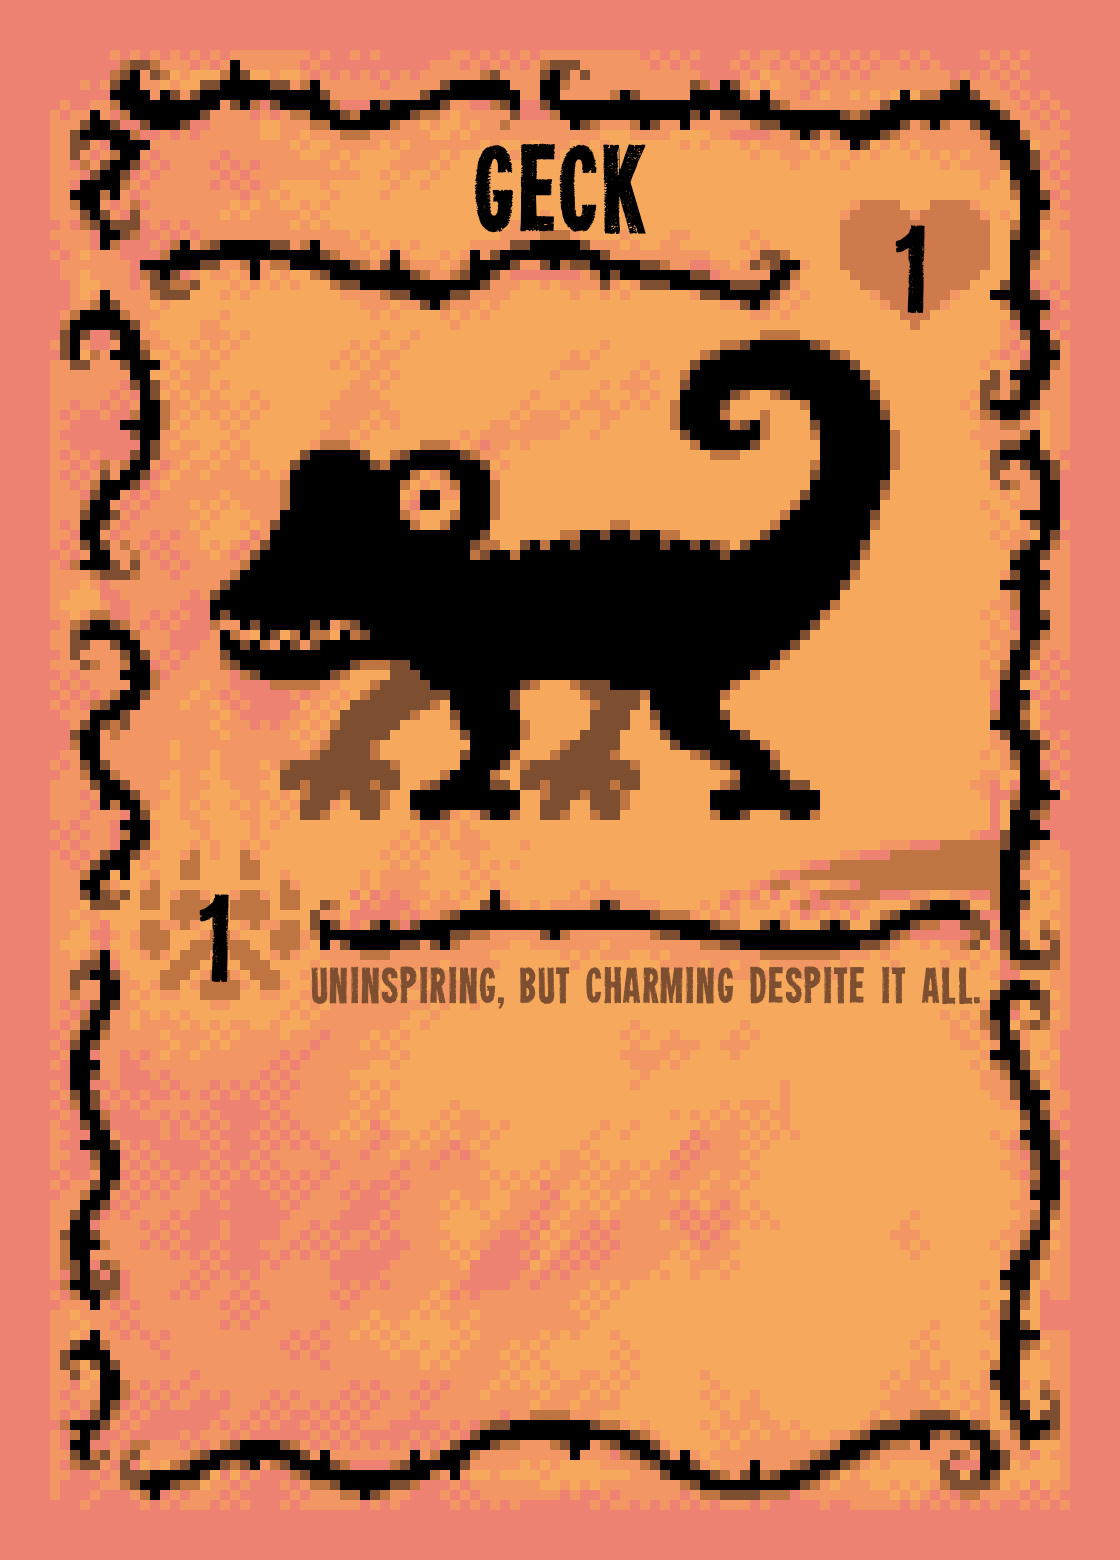 GECK
1
1
UNINSPIRING, BUT CHARMING DESPITE IT ALL.